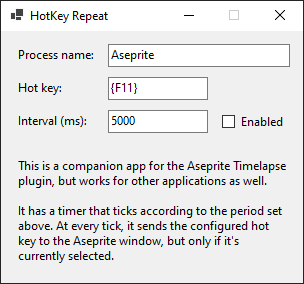 HotKey Repeat
Process name: Aseprite
Hot key: {F11}
Interval (ms): 5000 Enabled
This is a companion app for the Aseprite Timelapse
plugin, but works for other applications as well.
It has a timer that ticks according to the period set
above. At every tick, it sends the configured hot
key to the Aseprite window, but only if it's
currently selected.